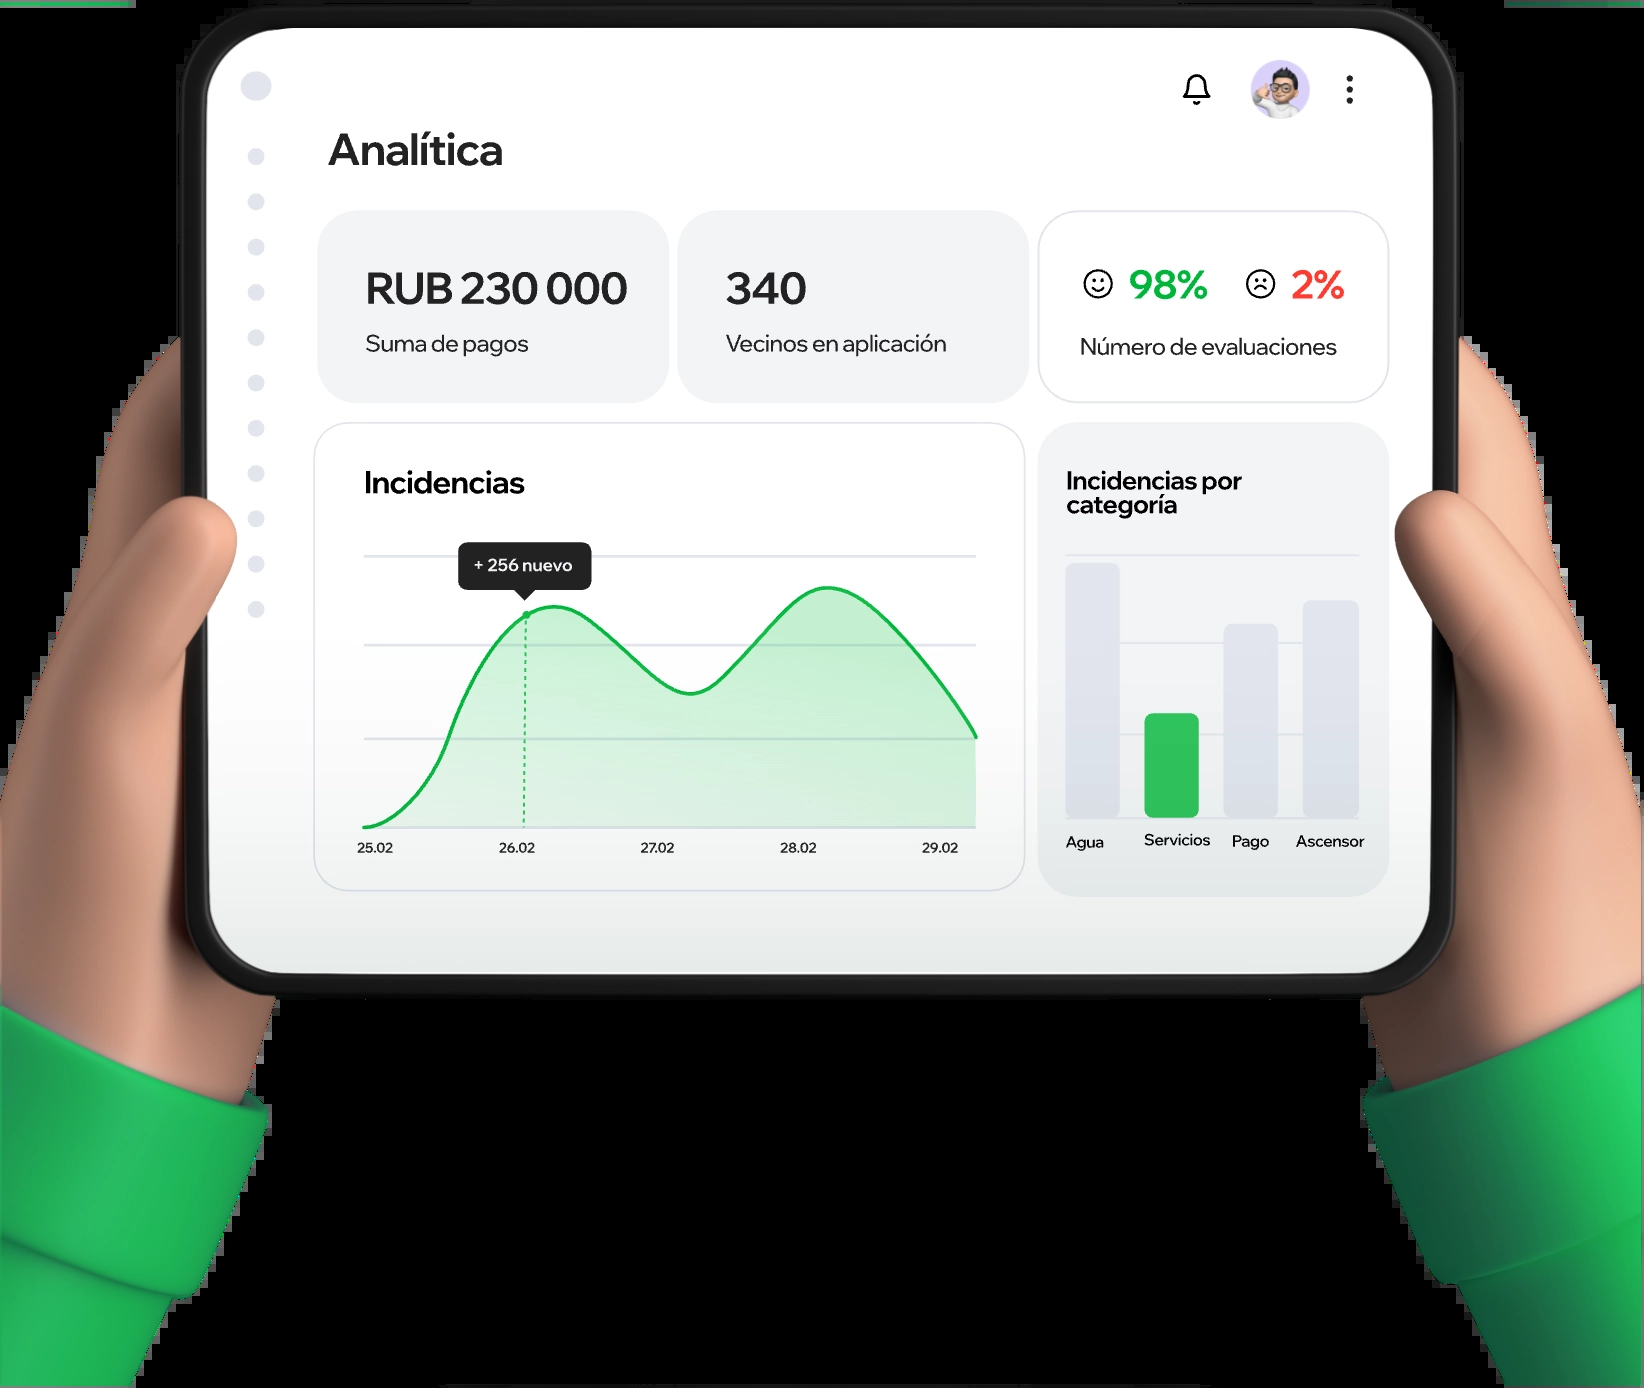 Analítica
RUB 230 000
Suma de pagos
340
Vecinos en aplicación
98% 2%
Número de evaluaciones
Incidencias
+ 256 nuevo
25.02 26.02 27.02 28.02 29.02
Incidencias por
categoría
Agua Servicios Pago Ascensor